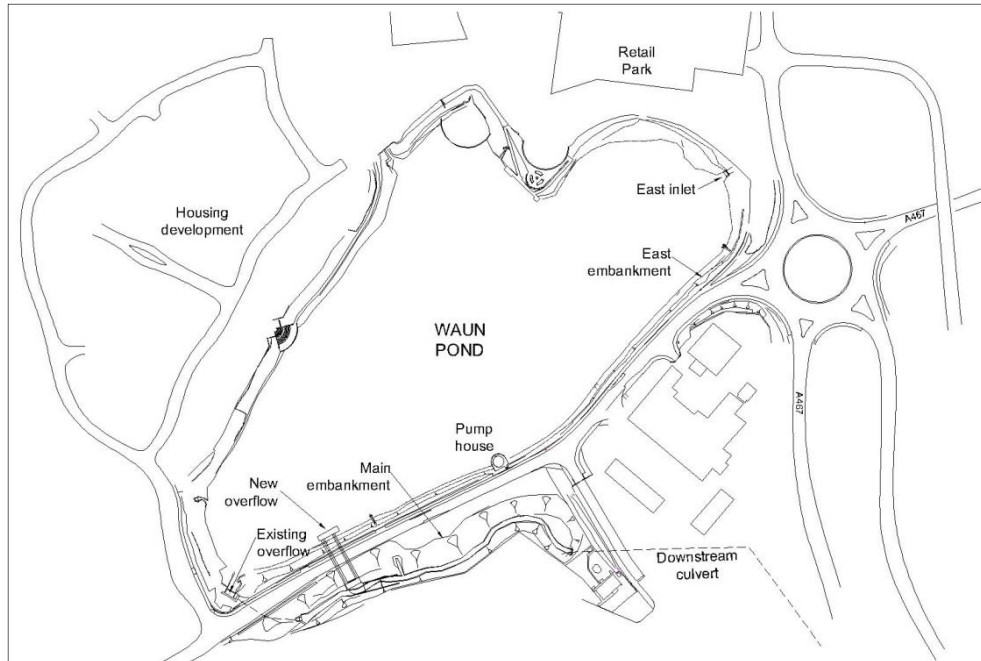 Retail
Park
East inlet
A467
Housing
development
East
embankment
WAUN
POND
A467
Pump
house
Main
embankment
New
overflow
Existing
overflow
Downstream
culvert